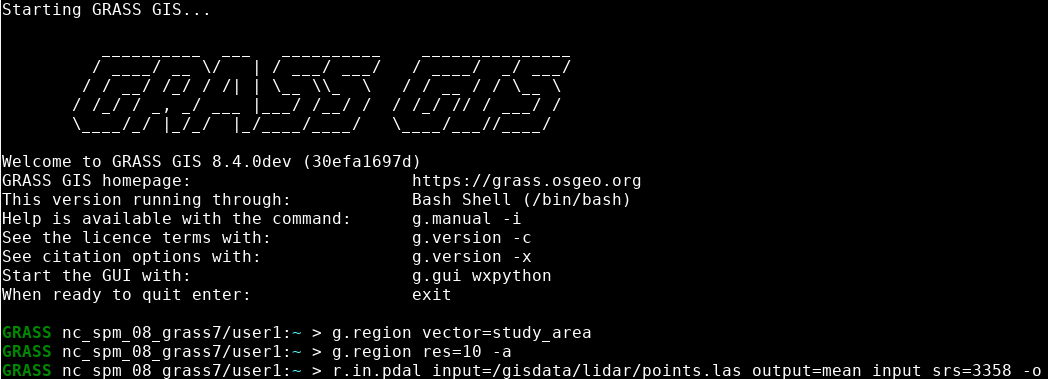 Starting GRASS GIS...
GRASS GIS
Welcome to GRASS GIS 8.4.0dev (30efa1697d)
GRASS GIS homepage: https://grass.osgeo.org
This version running through: Bash Shell (/bin/bash)
Help is available with the command: g.manual -i
See the licence terms with: g.version -c
See citation options with: g.version -x
Start the GUI with: g.gui wxpython
When ready to quit enter: exit
GRASS nc_spm_08_grass7/user1:~ > g.region vector=study_area
GRASS nc_spm_08_grass7/user1:~ > g.region res=10 -a
GRASS nc_spm_08_grass7/user1:~ > r.in.pdal input=/gisdata/lidar/points.las output=mean input_srs=3358 -o